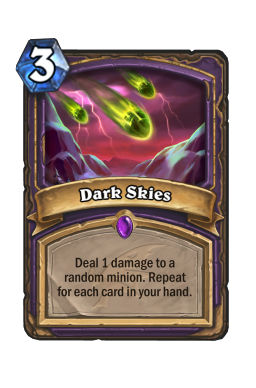 3
Dark Skies
Deal 1 damage to a
random minion. Repeat
for each card in your hand.